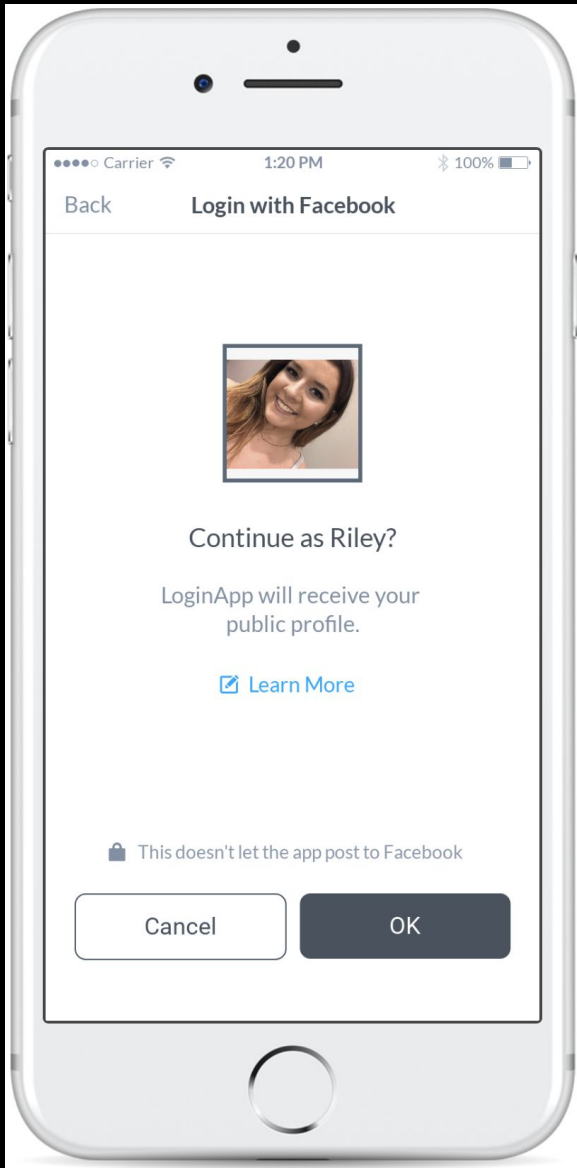 Carrier 1:20 PM 100%
Back Login with Facebook
Continue as Riley?
LoginApp will receive your
public profile.
Learn More
This doesn't let the app post to Facebook
Cancel OK